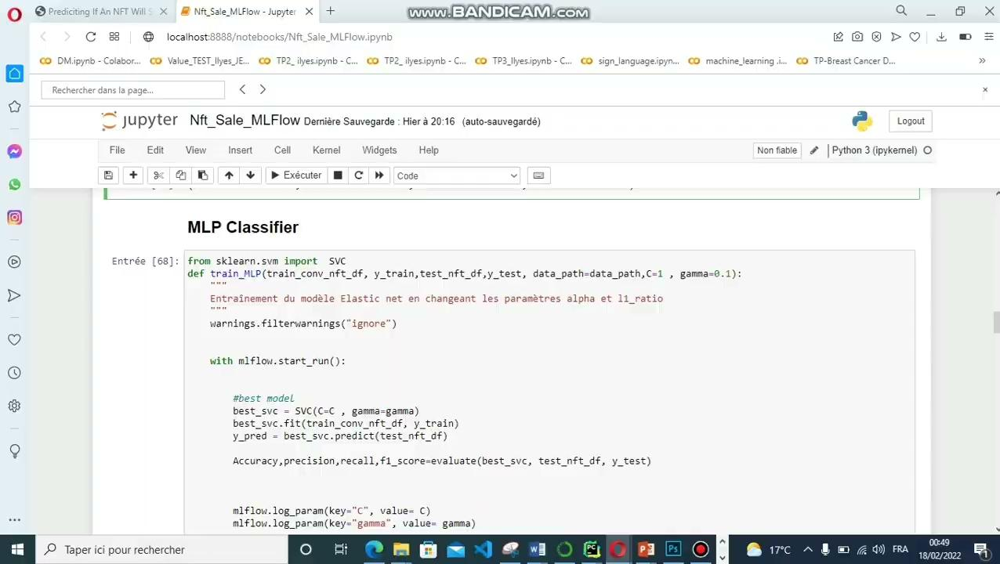 Prediciting If An NFT Will S
Nft_Sale_MLFlow - Jupyter
www.BANDICAM.com
localhost:8888/notebooks/Nft_Sale_MLFlow.ipynb
DM.ipynb - Colabor...
Value_TEST_Ilyes_JE...
TP2_ ilyes.ipynb - C...
TP2_ ilyes.ipynb - C...
TP3_Ilyes.ipynb - C...
sign_language.ipyn...
machine_learning .i...
TP-Breast Cancer D...
Rechercher dans la page...
jupyter Nft_Sale_MLFlow Dernière Sauvegarde : Hier à 20:16 (auto-sauvegardé)
Logout
File Edit View Insert Cell Kernel Widgets Help
Non fiable
Python 3 (ipykernel)
Exécuter
Code
MLP Classifier
Entrée [68]:
from sklearn.svm import  SVC
def train_MLP(train_conv_nft_df, y_train,test_nft_df,y_test, data_path=data_path,C=1 , gamma=0.1):
"""
Entraînement du modèle Elastic net en changeant les paramètres alpha et l1_ratio
"""
warnings.filterwarnings("ignore")
with mlflow.start_run():
#best model
best_svc = SVC(C=C , gamma=gamma)
best_svc.fit(train_conv_nft_df, y_train)
y_pred = best_svc.predict(test_nft_df)
Accuracy,precision,recall,f1_score=evaluate(best_svc, test_nft_df, y_test)
mlflow.log_param(key="C", value= C)
mlflow.log_param(key="gamma", value= gamma)
Taper ici pour rechercher
17°C
FRA
00:49
18/02/2022
1